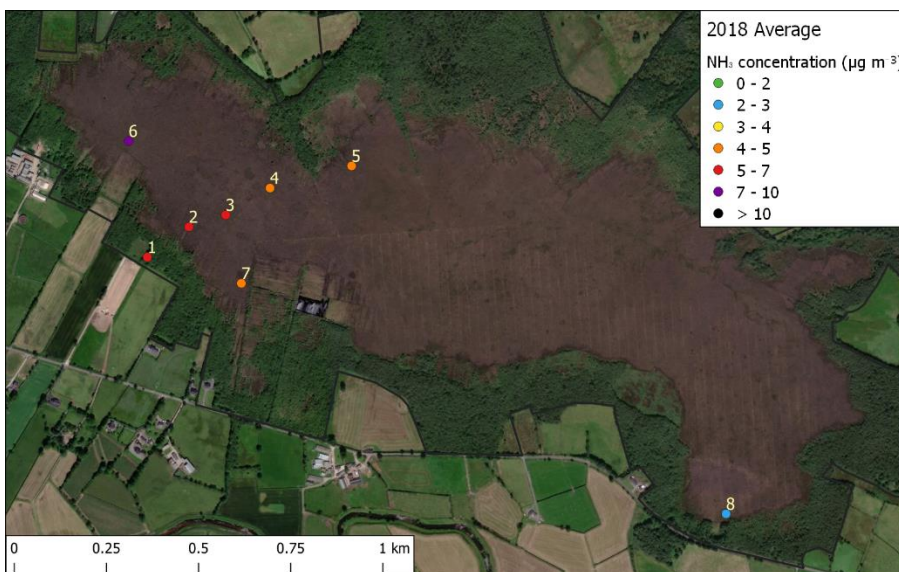 2018 Average
NH₃ concentration (µg m ³)
0 - 2
2 - 3
3 - 4
4 - 5
5 - 7
7 - 10
> 10
6
5
4
3
2
1
7
8
0 0.25 0.5 0.75 1 km